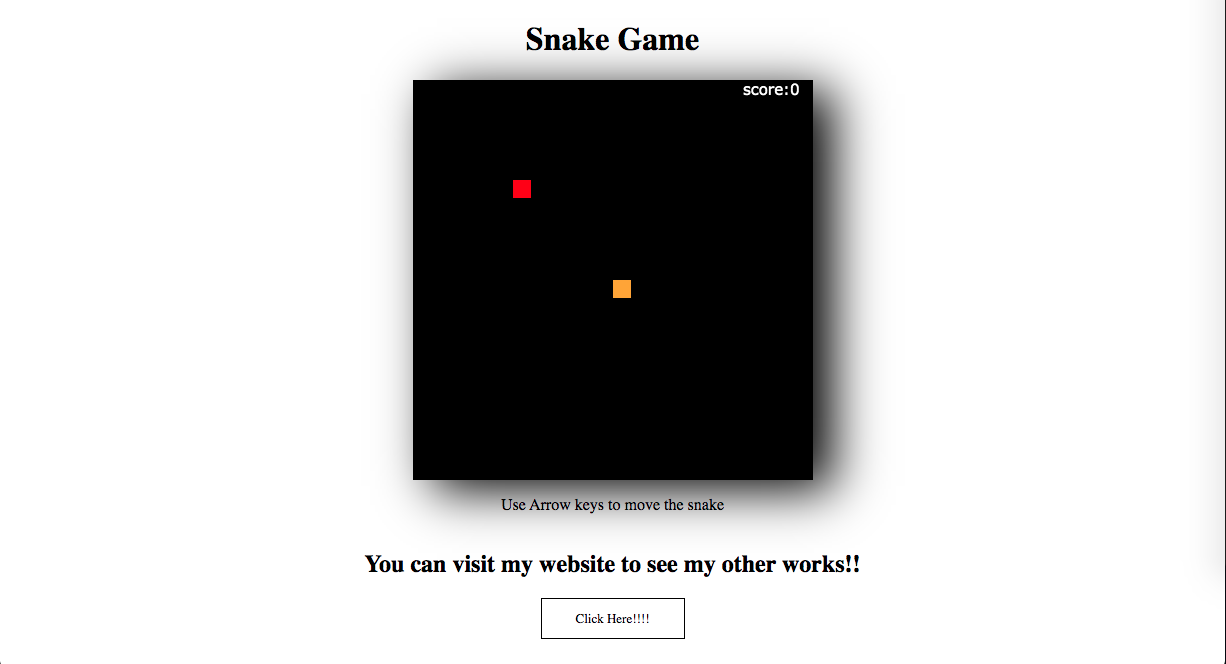 Snake Game
score:0
Use Arrow keys to move the snake
You can visit my website to see my other works!!
Click Here!!!!